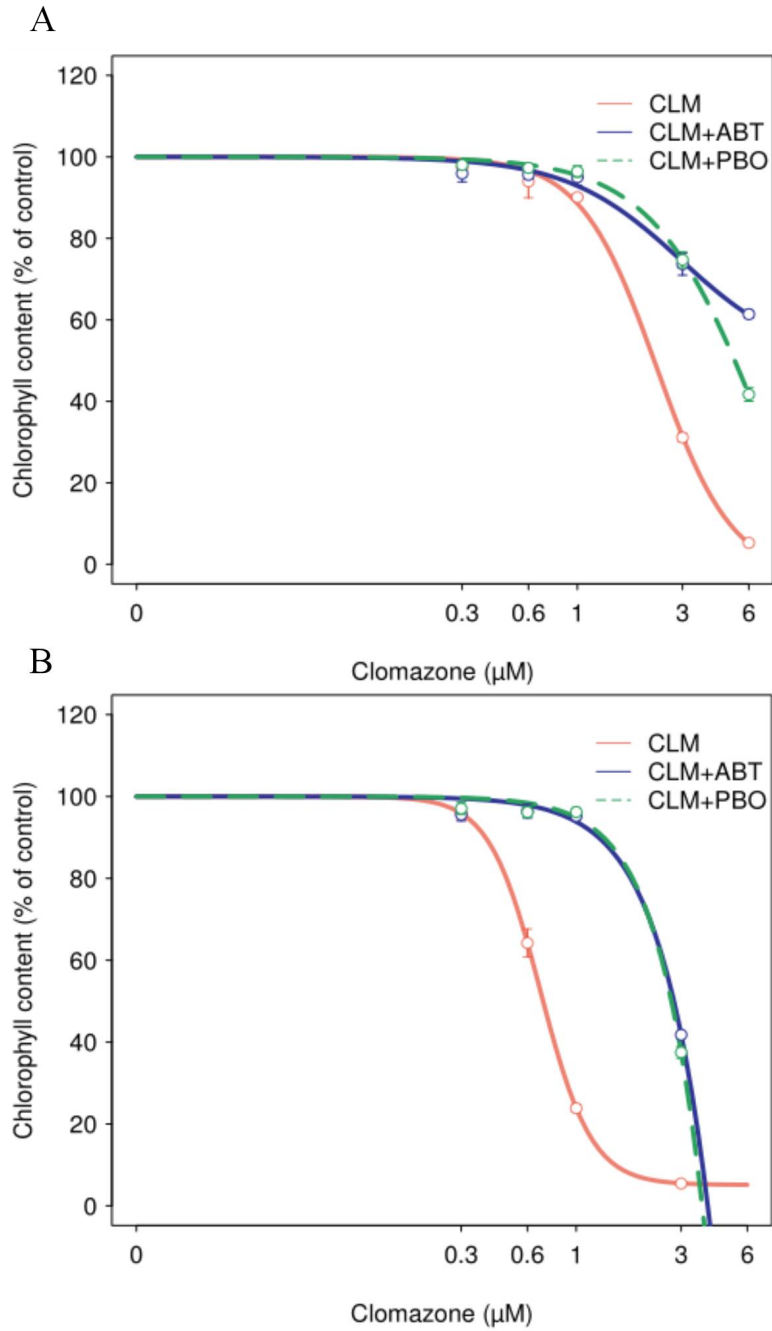 A
120
100
80
60
40
20
0
Chlorophyll content (% of control)
CLM
CLM+ABT
CLM+PBO
0 0.3 0.6 1 3 6
Clomazone (µM)
B
120
100
80
60
40
20
0
Chlorophyll content (% of control)
CLM
CLM+ABT
CLM+PBO
0 0.3 0.6 1 3 6
Clomazone (µM)